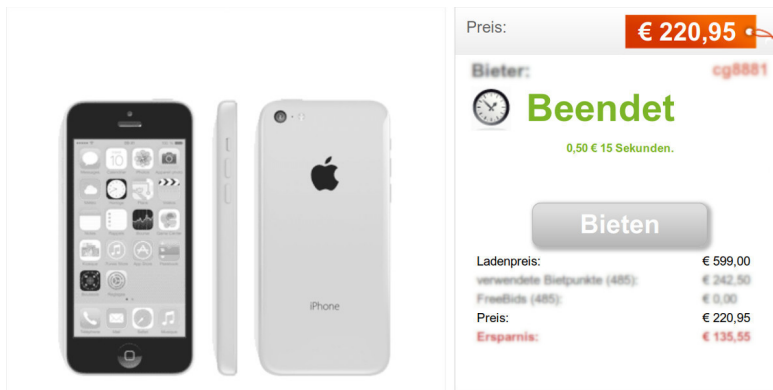 Preis:
€ 220,95
Bieter:
cg8881
Beendet
0,50 € 15 Sekunden.
Bieten
iPhone
Ladenpreis:
€ 599,00
verwendete Bietpunkte (485):
€ 242,50
FreeBids (485):
€ 0,00
Preis:
€ 220,95
Ersparnis:
€ 135,55